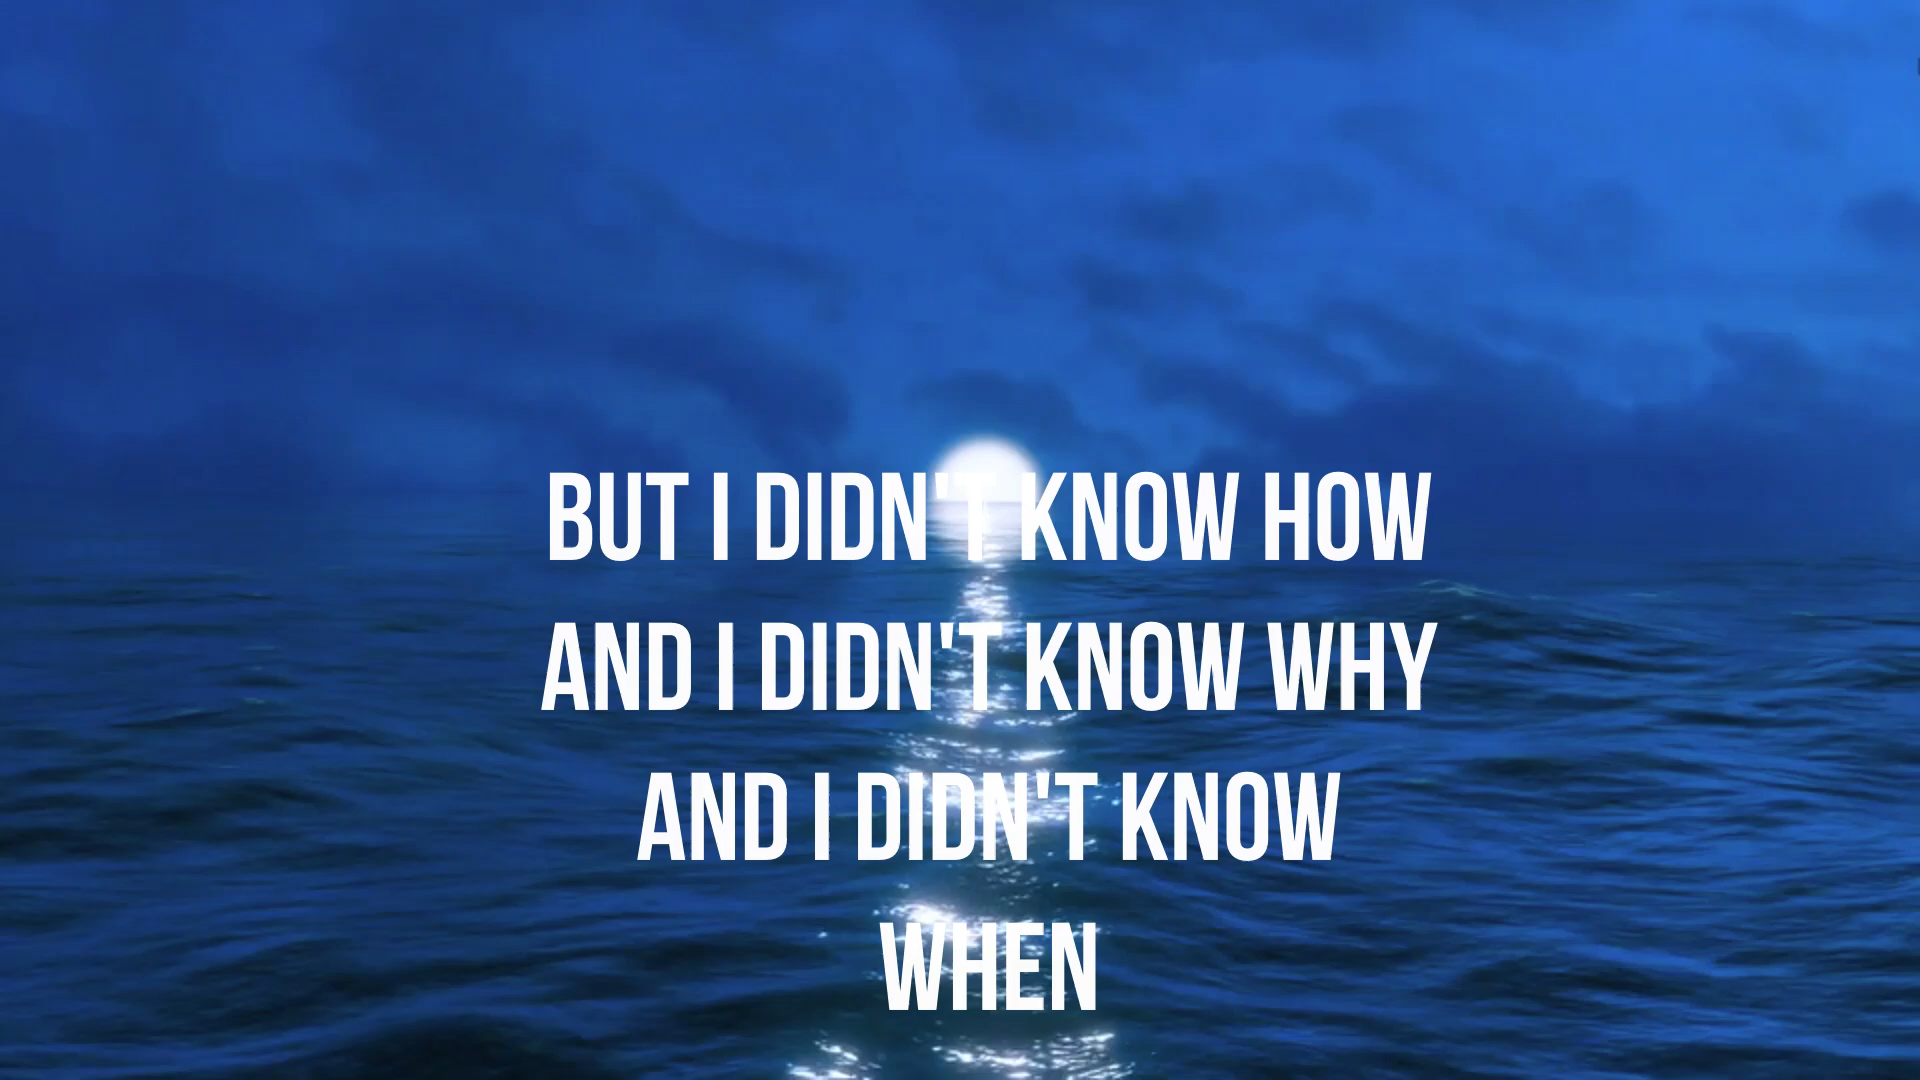 BUT I DIDN'T KNOW HOW
AND I DIDN'T KNOW WHY
AND I DIDN'T KNOW
WHEN